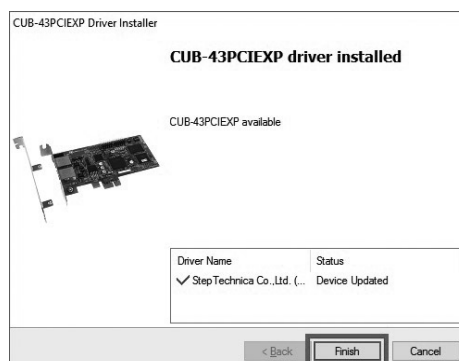 CUB-43PCIEXP Driver Installer
CUB-43PCIEXP driver installed
CUB-43PCIEXP available
Driver Name Status
StepTechnica Co.,Ltd. (... Device Updated
< Back Finish Cancel